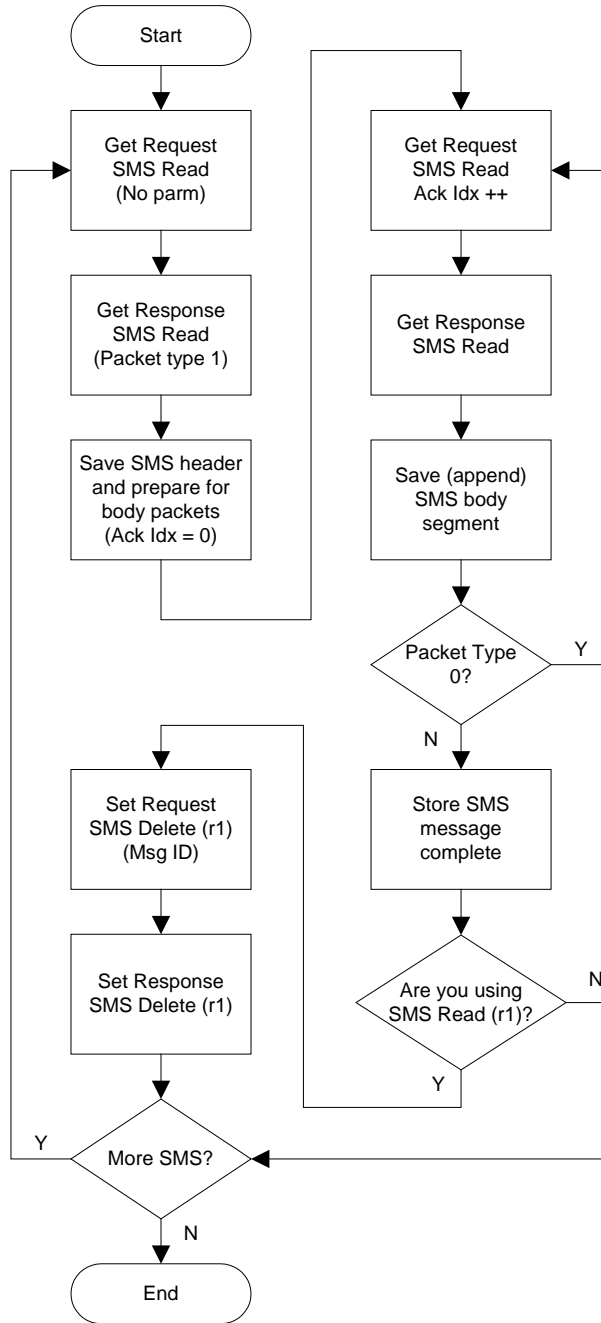 Start
Get Request
SMS Read
(No parm)
Get Response
SMS Read
(Packet type 1)
Save SMS header
and prepare for
body packets
(Ack Idx = 0)
Get Request
SMS Read
Ack Idx ++
Get Response
SMS Read
Save (append)
SMS body
segment
Packet Type
0?
Y
N
Store SMS
message
complete
Are you using
SMS Read (r1)?
N
Y
Set Request
SMS Delete (r1)
(Msg ID)
Set Response
SMS Delete (r1)
More SMS?
Y
N
End